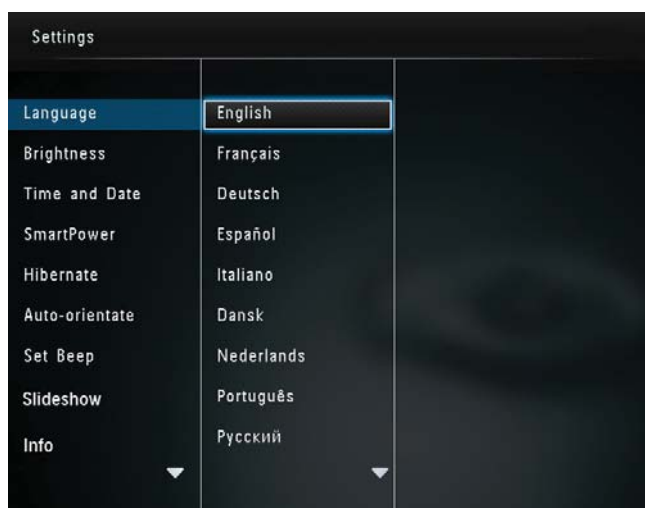 Settings
Language
Brightness
Time and Date
SmartPower
Hibernate
Auto-orientate
Set Beep
Slideshow
Info
English
Français
Deutsch
Español
Italiano
Dansk
Nederlands
Português
Русский